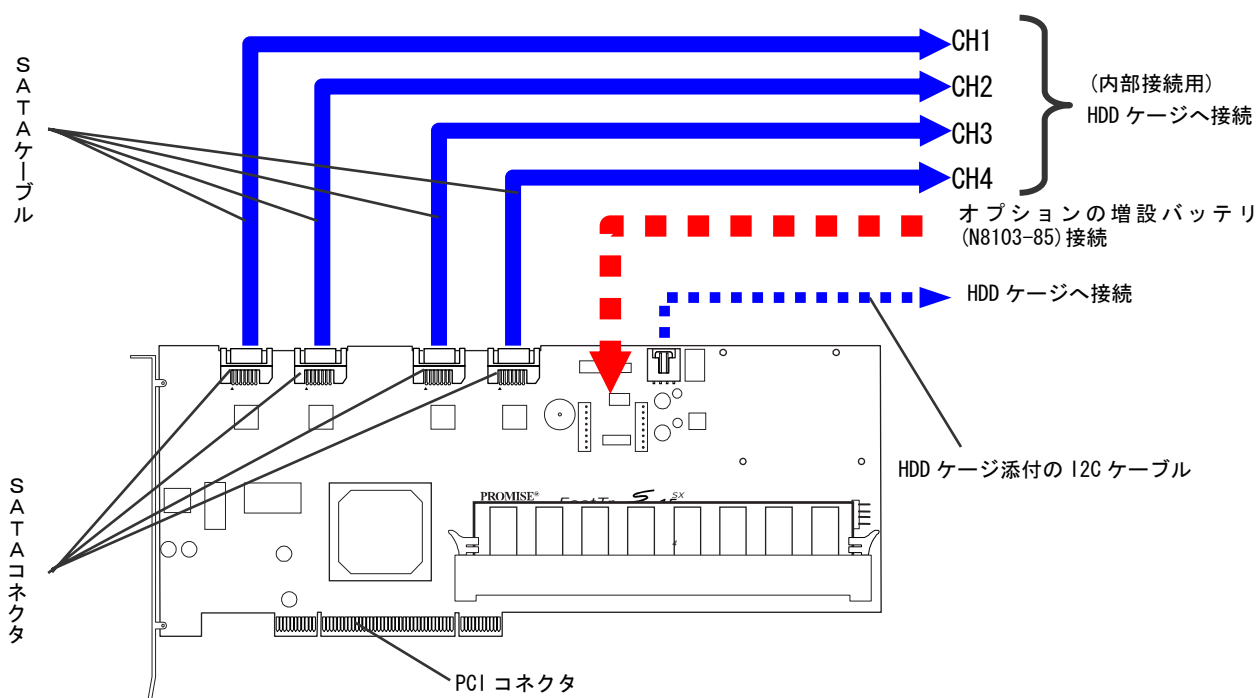 CH1
CH2
CH3
CH4
(内部接続用)
HDD ケージへ接続
SATAケーブル
オプションの増設バッテリ
(N8103-85)接続
HDD ケージへ接続
HDD ケージ添付の I2C ケーブル
PROMISE®
SX
SATAコネクタ
PCI コネクタ